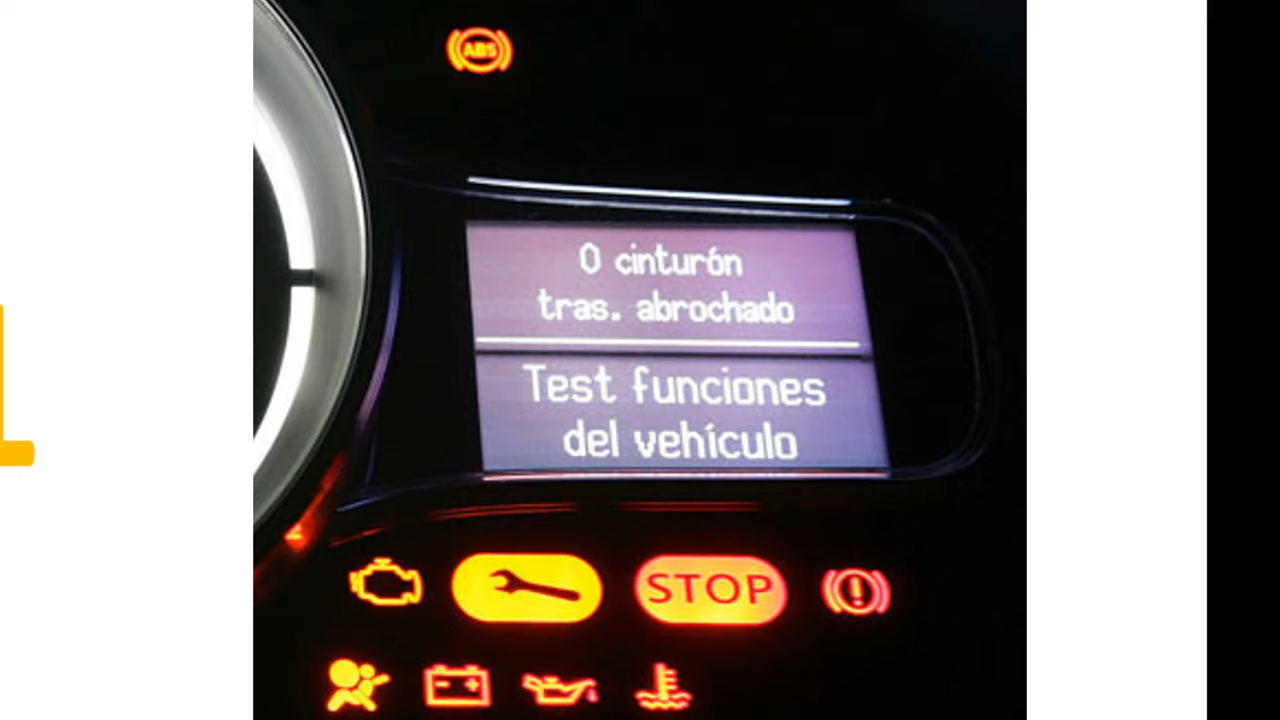 ABS
0 cinturón
tras. abrochado
Test funciones
del vehículo
STOP